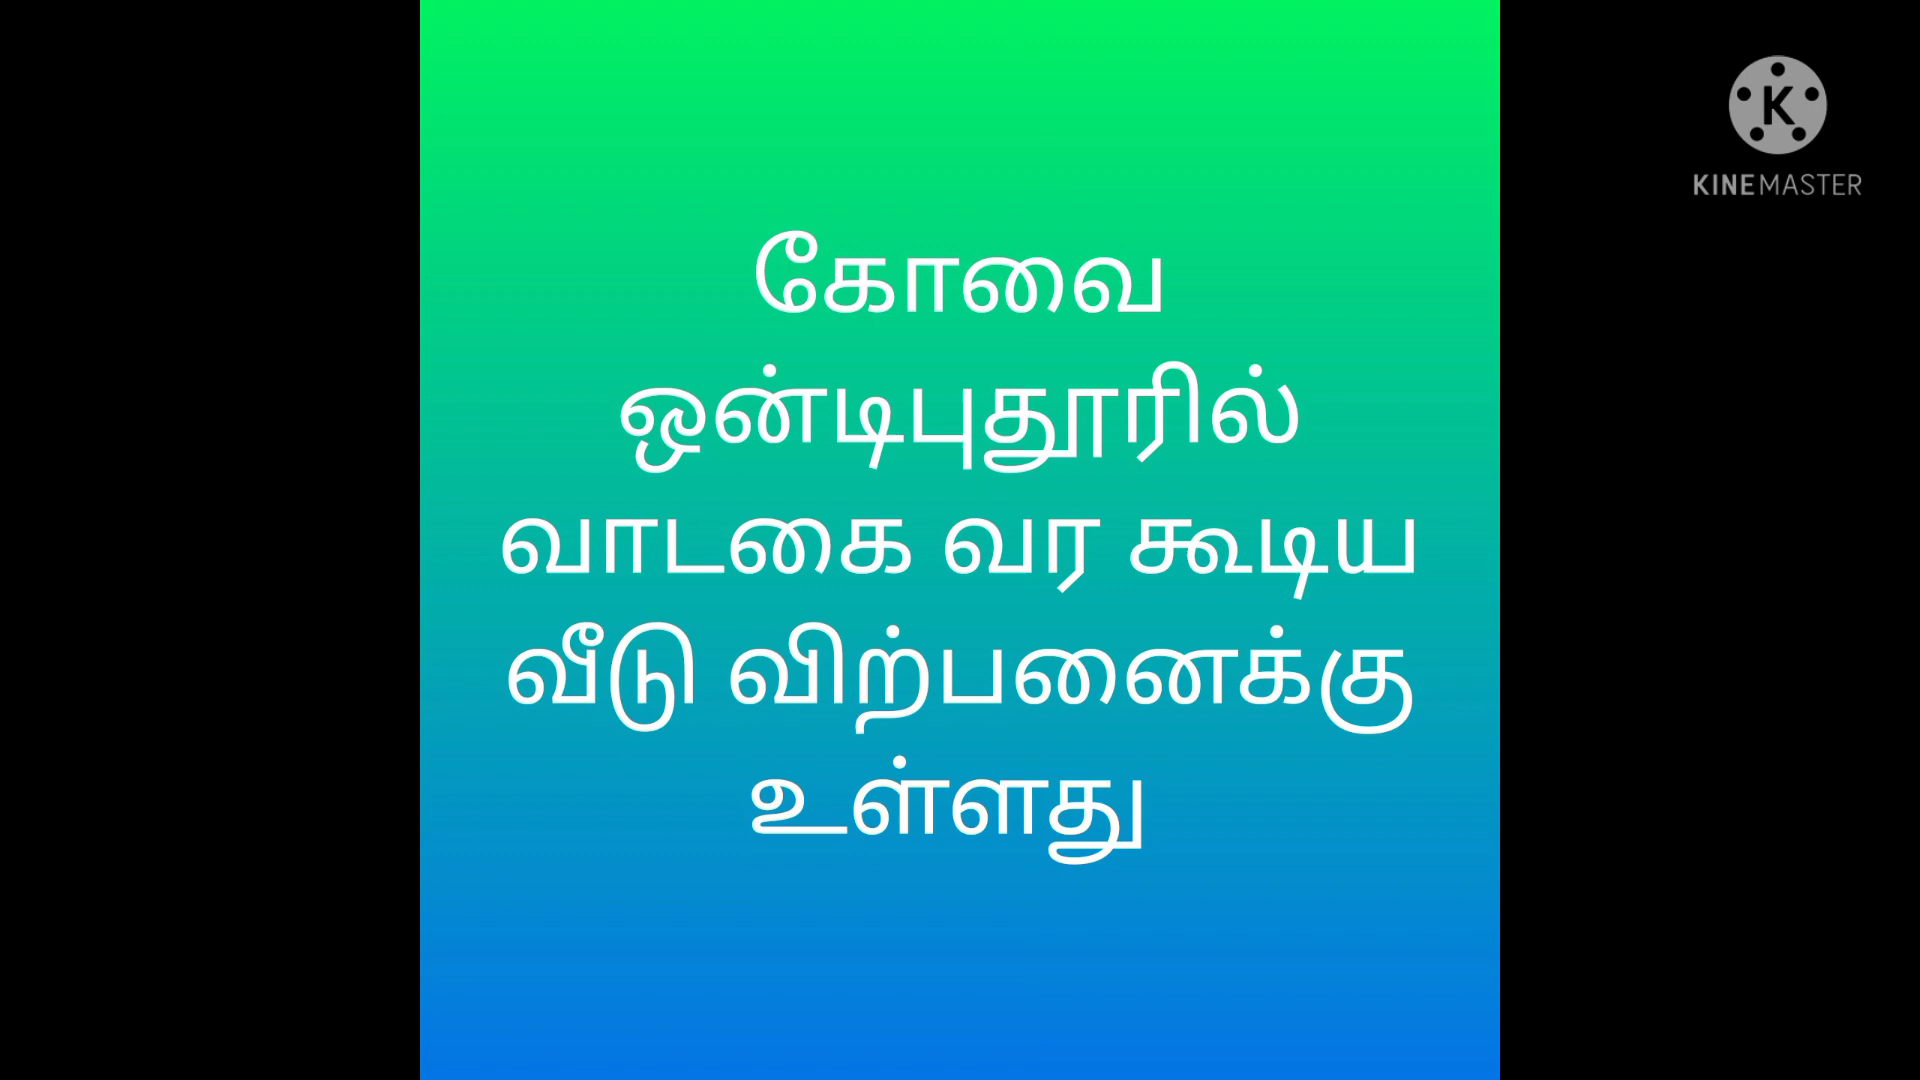 கோவை
ஒன்டிபுதூரில்
வாடகை வர கூடிய
வீடு விற்பனைக்கு
உள்ளது
K
KINEMASTER